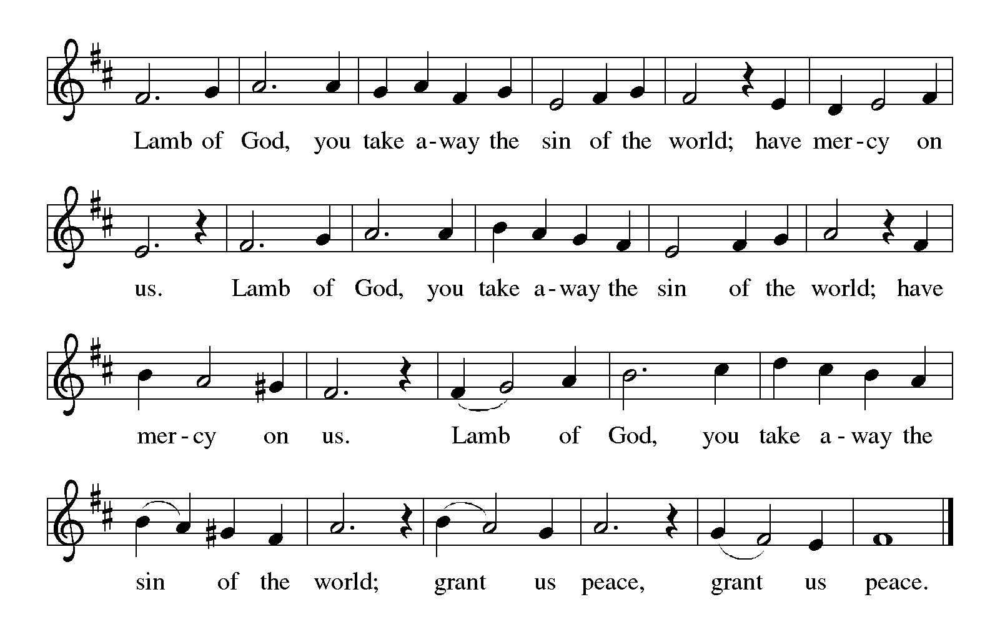 Lamb of God, you take a-way the sin of the world; have mer-cy on
us. Lamb of God, you take a-way the sin of the world; have
mer-cy on us. Lamb of God, you take a-way the
sin of the world; grant us peace, grant us peace.